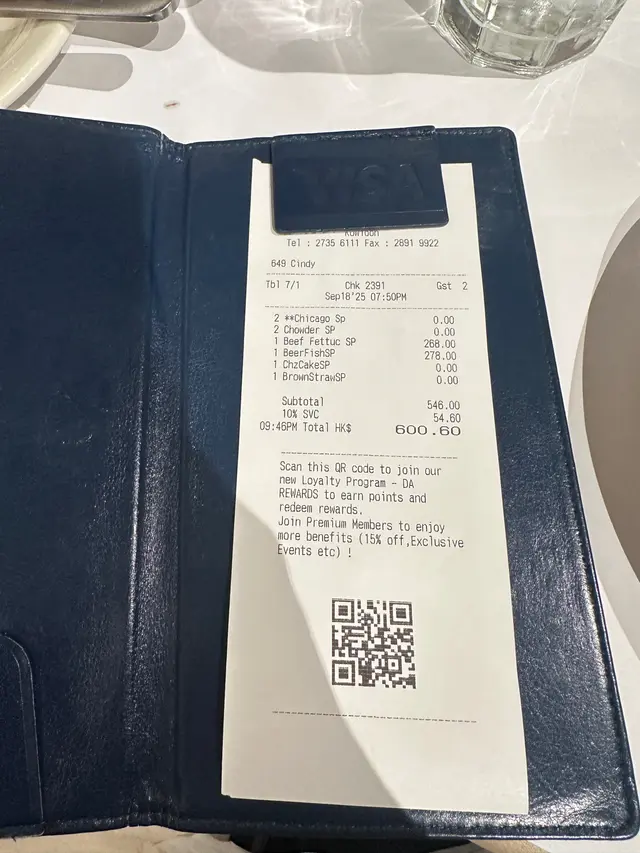 VISA
Kowloon
Tel : 2735 6111 Fax : 2891 9922
649 Cindy
Tbl 7/1 Chk 2391 Gst 2
Sep18'25 07:50PM
2 **Chicago Sp 0.00
2 Chowder SP 0.00
1 Beef Fettuc SP 268.00
1 BeerFishSP 278.00
1 ChzCakeSP 0.00
1 BrownStrawSP 0.00
Subtotal 546.00
10% SVC 54.60
09:46PM Total HK$ 600.60
Scan this QR code to join our
new Loyalty Program - DA
REWARDS to earn points and
redeem rewards.
Join Premium Members to enjoy
more benefits (15% off,Exclusive
Events etc) !